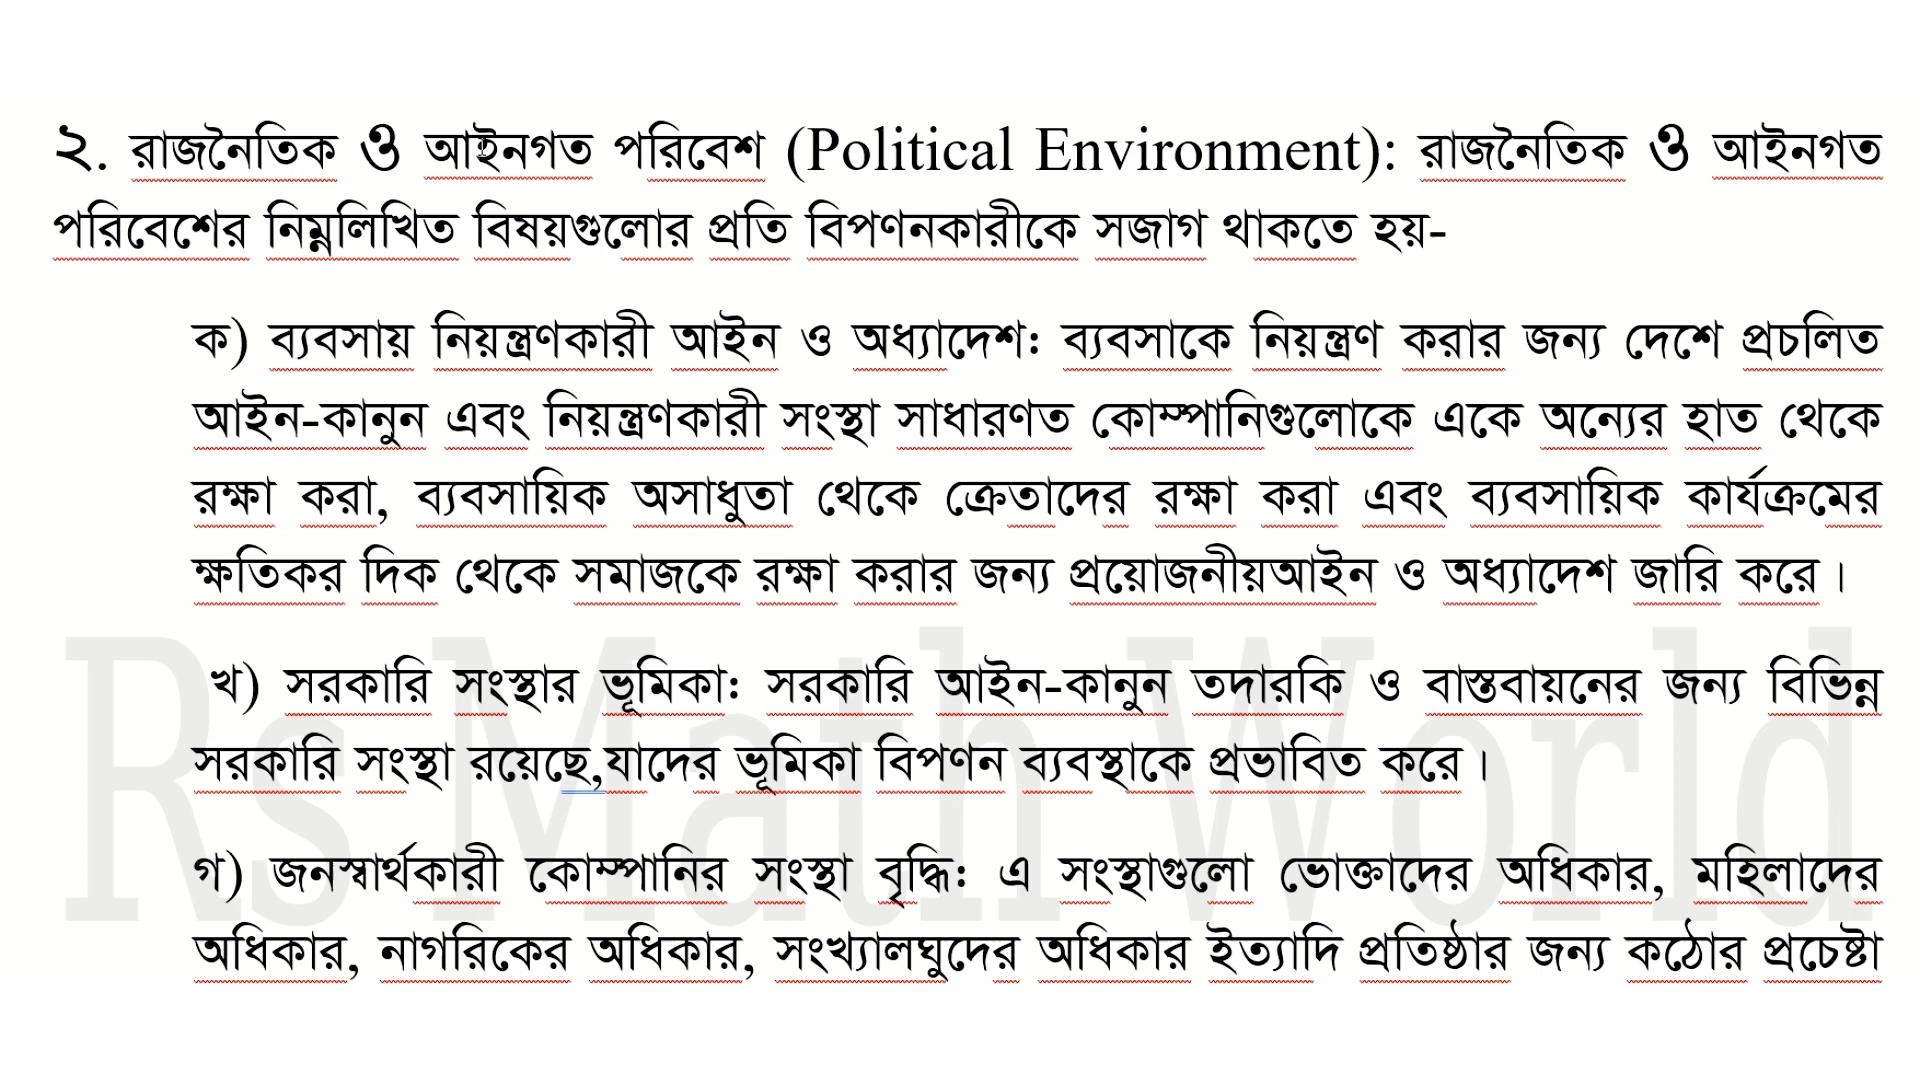 ২. রাজনৈতিক ও আইনগত পরিবেশ (Political Environment): রাজনৈতিক ও আইনগত
পরিবেশের নিম্নলিখিত বিষয়গুলোর প্রতি বিপণনকারীকে সজাগ থাকতে হয়-
ক) ব্যবসায় নিয়ন্ত্রণকারী আইন ও অধ্যাদেশঃ ব্যবসাকে নিয়ন্ত্রণ করার জন্য দেশে প্রচলিত
আইন-কানুন এবং নিয়ন্ত্রণকারী সংস্থা সাধারণত কোম্পানিগুলোকে একে অন্যের হাত থেকে
রক্ষা করা, ব্যবসায়িক অসাধুতা থেকে ক্রেতাদের রক্ষা করা এবং ব্যবসায়িক কার্যক্রমের
ক্ষতিকর দিক থেকে সমাজকে রক্ষা করার জন্য প্রয়োজনীয়আইন ও অধ্যাদেশ জারি করে।
খ) সরকারি সংস্থার ভূমিকাঃ সরকারি আইন-কানুন তদারকি ও বাস্তবায়নের জন্য বিভিন্ন
সরকারি সংস্থা রয়েছে,যাদের ভূমিকা বিপণন ব্যবস্থাকে প্রভাবিত করে।
গ) জনস্বার্থকারী কোম্পানির সংস্থা বৃদ্ধিঃ এ সংস্থাগুলো ভোক্তাদের অধিকার, মহিলাদের
অধিকার, নাগরিকের অধিকার, সংখ্যালঘুদের অধিকার ইত্যাদি প্রতিষ্ঠার জন্য কঠোর প্রচেষ্টা
Rs Math World